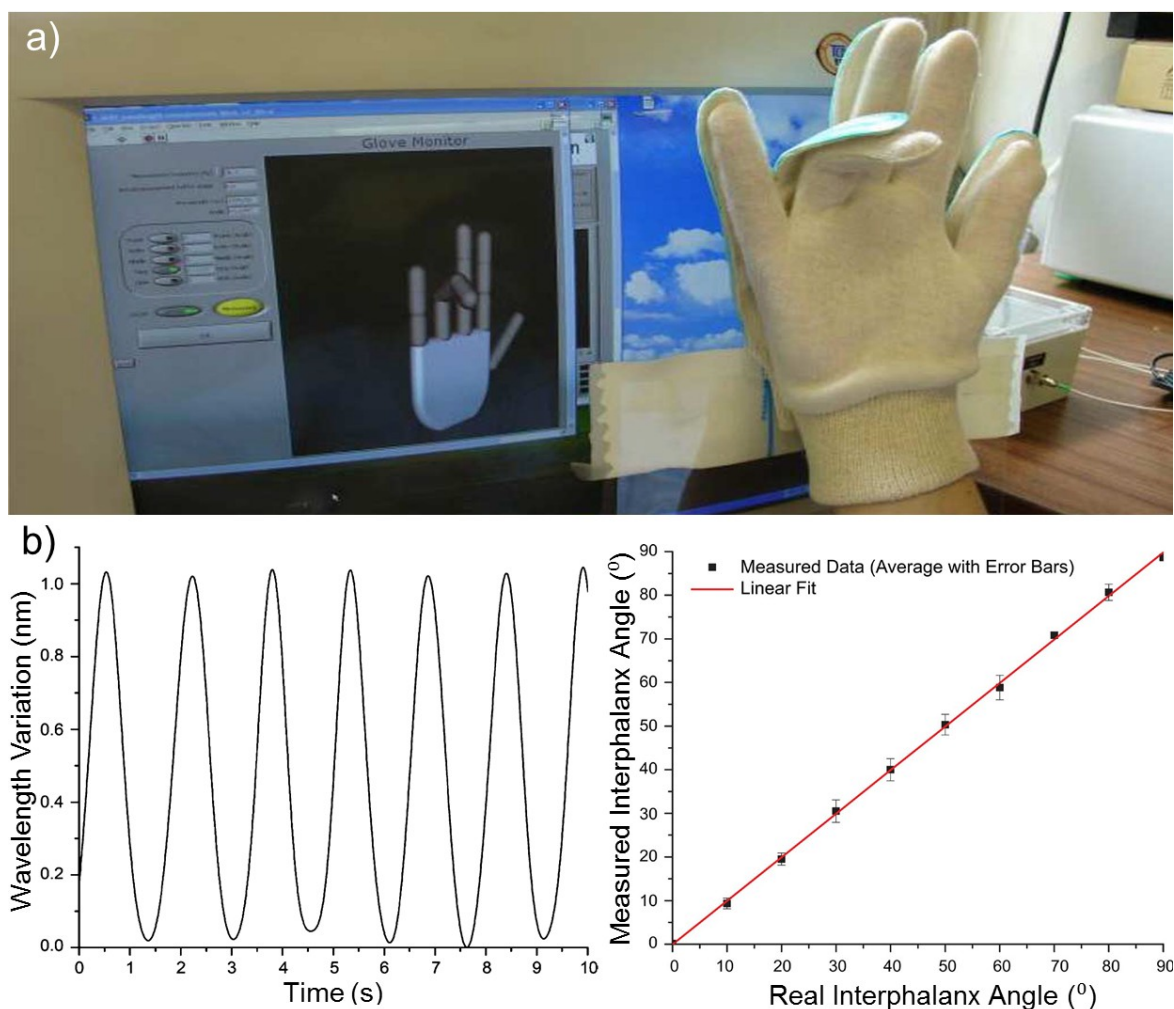 a)
Glove Monitor
b)
Wavelength Variation (nm)
1.0
0.8
0.6
0.4
0.2
0.0
0 1 2 3 4 5 6 7 8 9 10
Time (s)
Measured Interphalanx Angle (⁰)
90
80
70
60
50
40
30
20
10
0
Measured Data (Average with Error Bars)
Linear Fit
0 10 20 30 40 50 60 70 80 90
Real Interphalanx Angle (⁰)